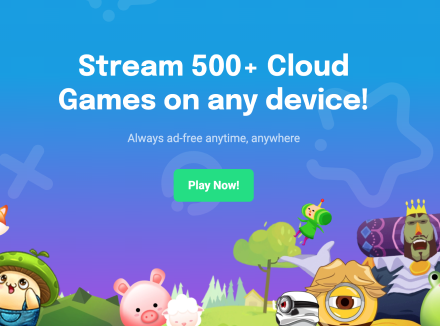 Stream 500+ Cloud
Games on any device!
Always ad-free anytime, anywhere
Play Now!